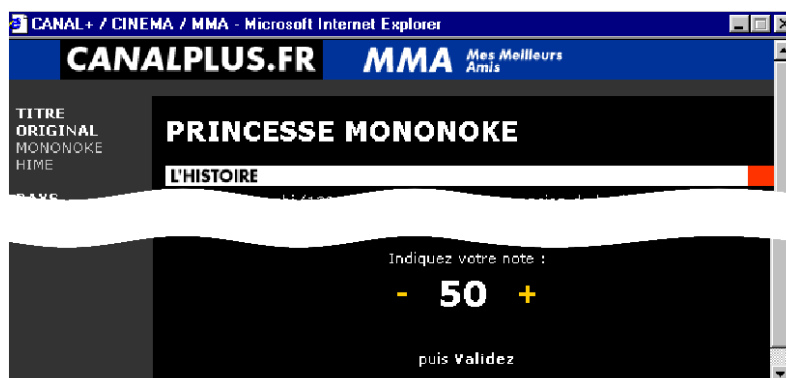 CANAL+ / CINEMA / MMA - Microsoft Internet Explorer
CANALPLUS.FR MMA Mes Meilleurs Amis
TITRE
ORIGINAL
MONONOKE
HIME
PRINCESSE MONONOKE
L'HISTOIRE
PAYS
Indiquez votre note :
- 50 +
puis Validez